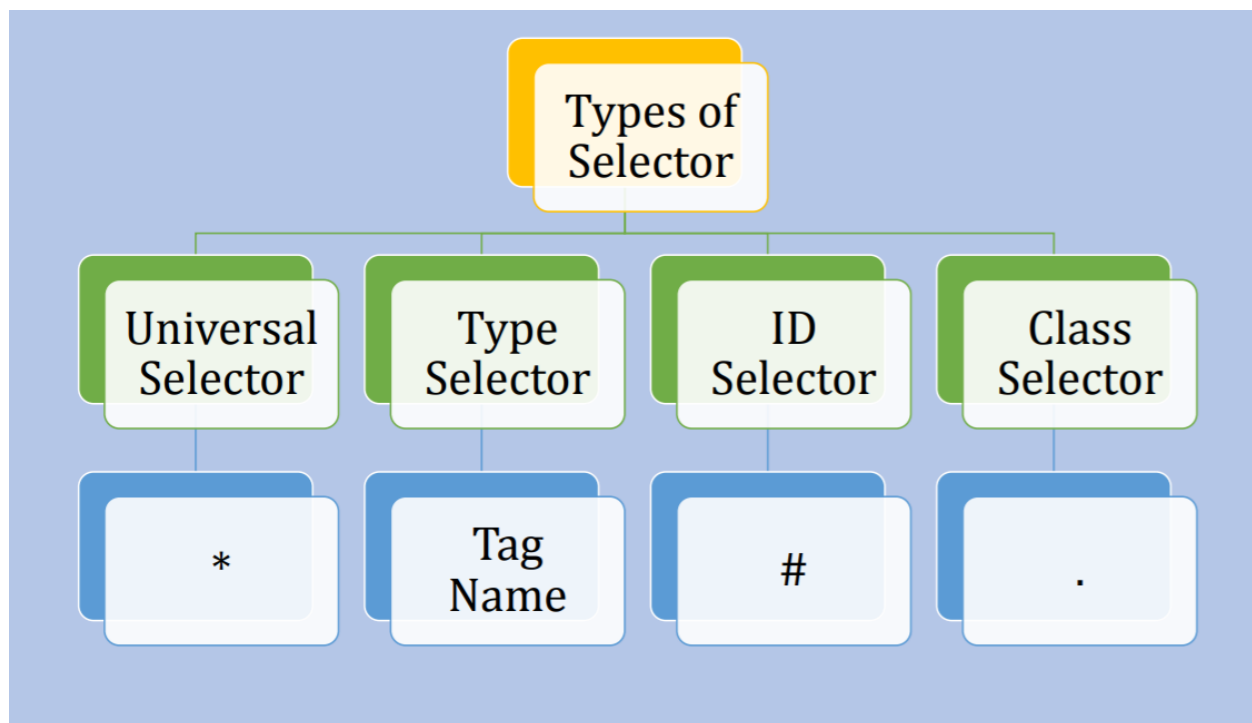 Types of
Selector
Universal
Selector
Type
Selector
ID
Selector
Class
Selector
*
Tag
Name
#
.